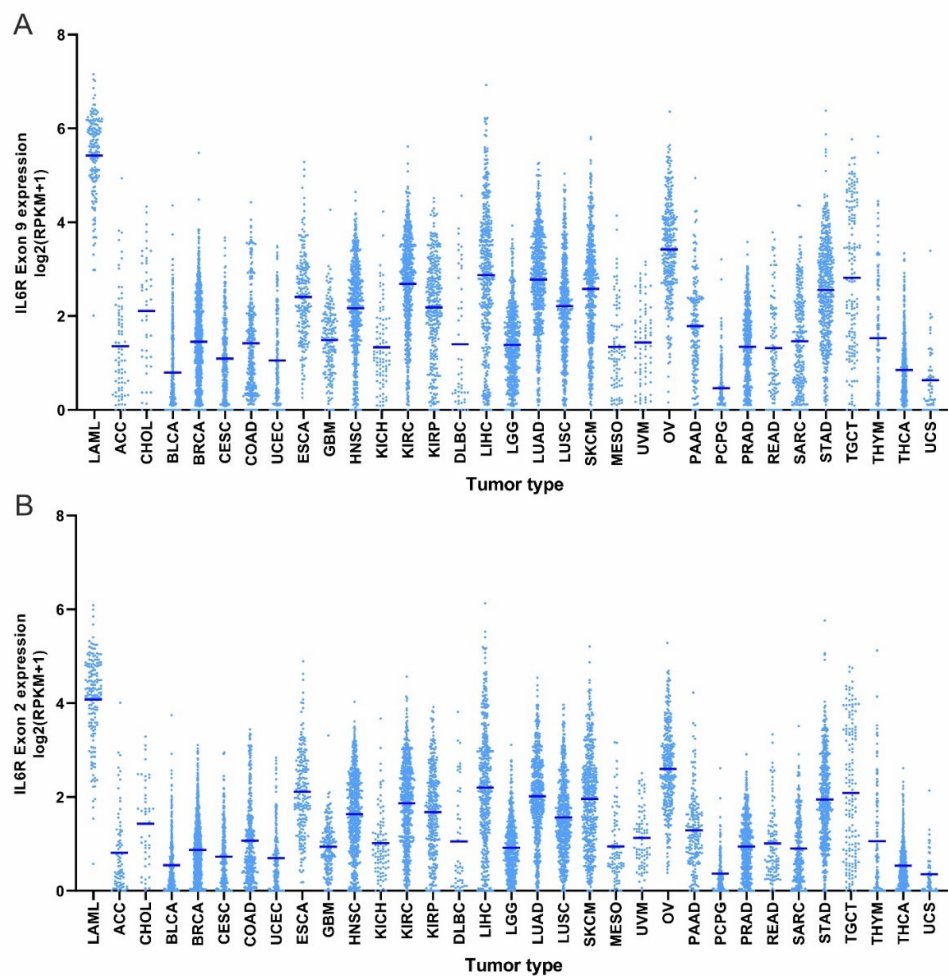 A
IL6R Exon 9 expression
log2(RPKM+1)
8
6
4
2
0
LAML
ACC
CHOL
BLCA
BRCA
CESC
COAD
UCEC
ESCA
GBM
HNSC
KICH
KIRC
KIRP
DLBC
LIHC
LGG
LUAD
LUSC
SKCM
MESO
UVM
OV
PAAD
PCPG
PRAD
READ
SARC
STAD
TGCT
THYM
THCA
UCS
Tumor type
B
IL6R Exon 2 expression
log2(RPKM+1)
8
6
4
2
0
LAML
ACC
CHOL
BLCA
BRCA
CESC
COAD
UCEC
ESCA
GBM
HNSC
KICH
KIRC
KIRP
DLBC
LIHC
LGG
LUAD
LUSC
SKCM
MESO
UVM
OV
PAAD
PCPG
PRAD
READ
SARC
STAD
TGCT
THYM
THCA
UCS
Tumor type